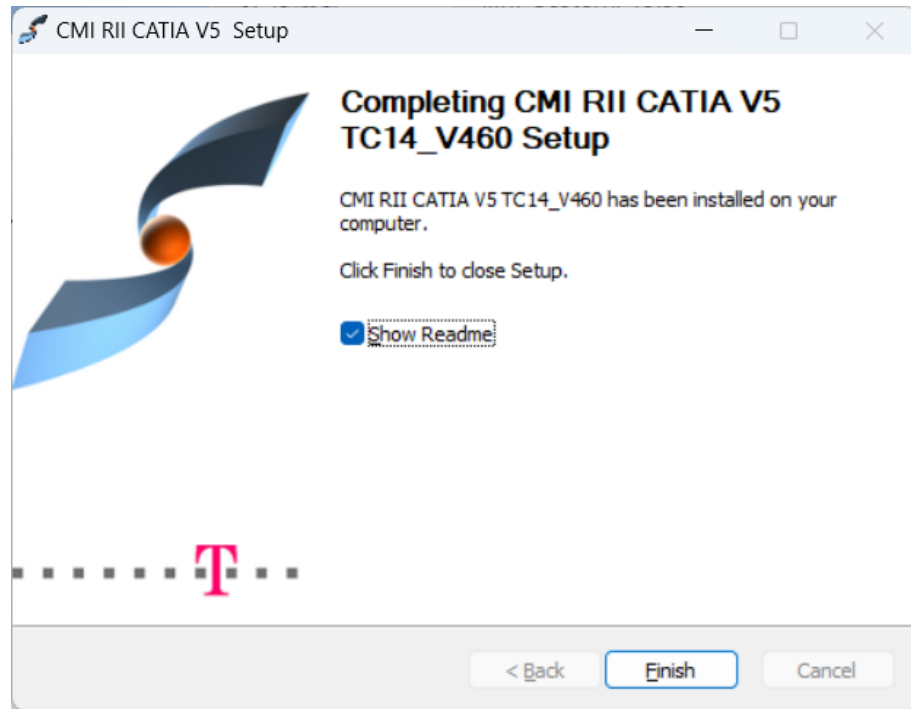 CMI RII CATIA V5  Setup
Completing CMI RII CATIA V5
TC14_V460 Setup
CMI RII CATIA V5 TC14_V460 has been installed on your
computer.
Click Finish to close Setup.
Show Readme
T
< Back
Finish
Cancel